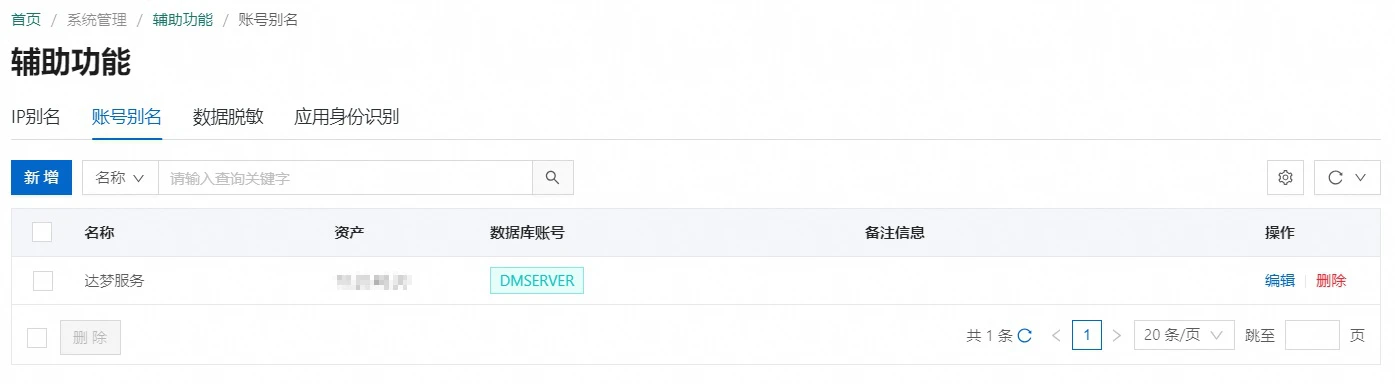 首页 / 系统管理 / 辅助功能 / 账号别名
辅助功能
IP别名 账号别名 数据脱敏 应用身份识别
新 增 名称 请输入查询关键字
名称 资产 数据库账号 备注信息 操作
达梦服务 DMSERVER 编辑 删除
删 除 共 1 条 1 20 条/页 跳至 页